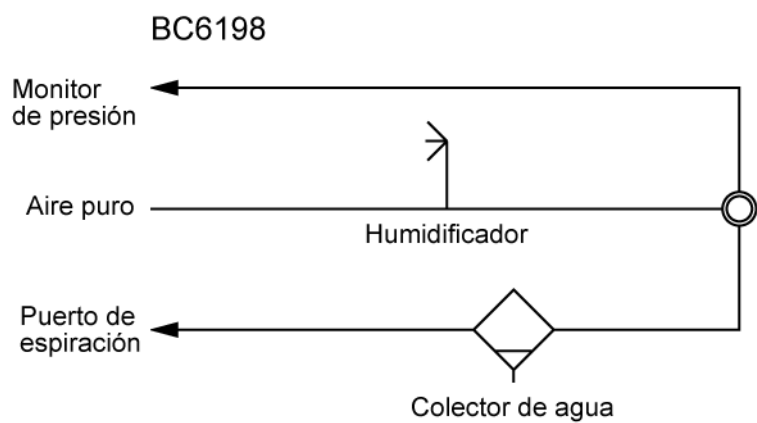 BC6198
Monitor
de presión
Aire puro
Humidificador
Puerto de
espiración
Colector de agua